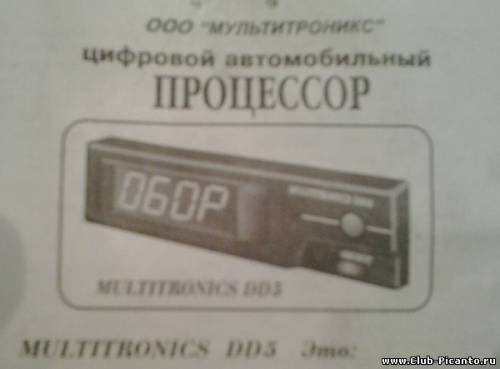 ООО "МУЛЬТИТРОНИКС"
цифровой автомобильный
ПРОЦЕССОР
ОБОР
MULTITRONICS DD5
MULTITRONICS DD5 Это:
www.Club-Picanto.ru